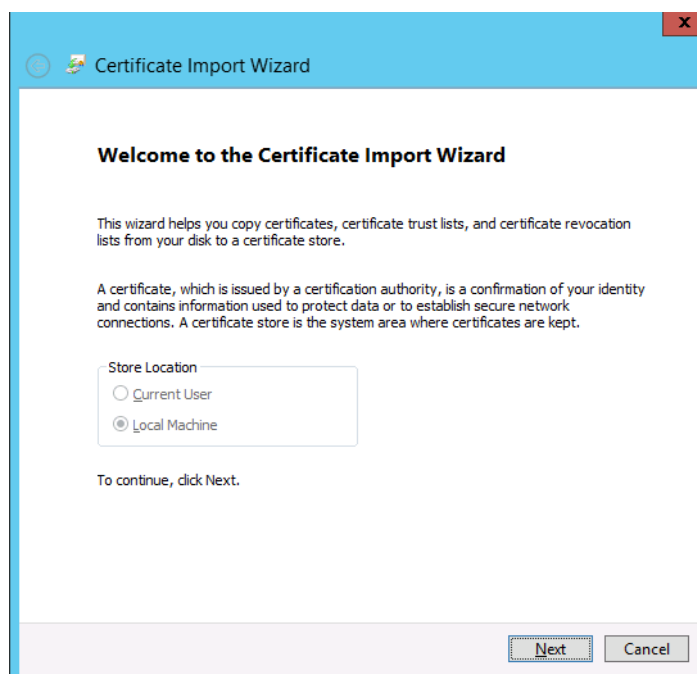 x
Certificate Import Wizard
Welcome to the Certificate Import Wizard
This wizard helps you copy certificates, certificate trust lists, and certificate revocation
lists from your disk to a certificate store.
A certificate, which is issued by a certification authority, is a confirmation of your identity
and contains information used to protect data or to establish secure network
connections. A certificate store is the system area where certificates are kept.
Store Location
Current User
Local Machine
To continue, click Next.
Next Cancel